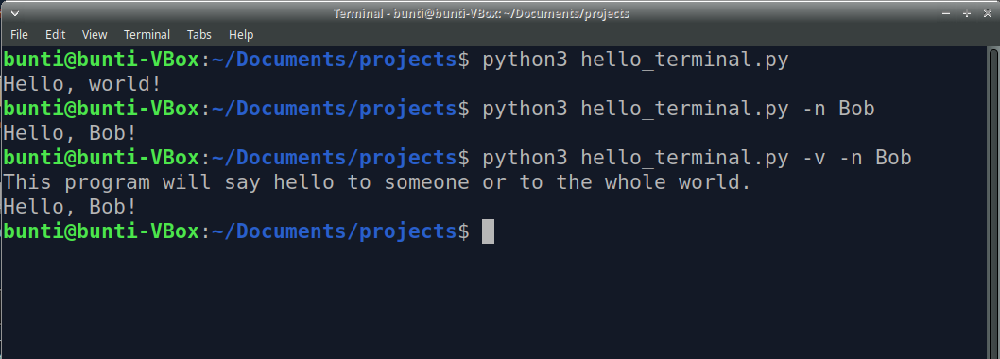 Terminal - bunti@bunti-VBox: ~/Documents/projects
File Edit View Terminal Tabs Help
bunti@bunti-VBox:~/Documents/projects$ python3 hello_terminal.py
Hello, world!
bunti@bunti-VBox:~/Documents/projects$ python3 hello_terminal.py -n Bob
Hello, Bob!
bunti@bunti-VBox:~/Documents/projects$ python3 hello_terminal.py -v -n Bob
This program will say hello to someone or to the whole world.
Hello, Bob!
bunti@bunti-VBox:~/Documents/projects$